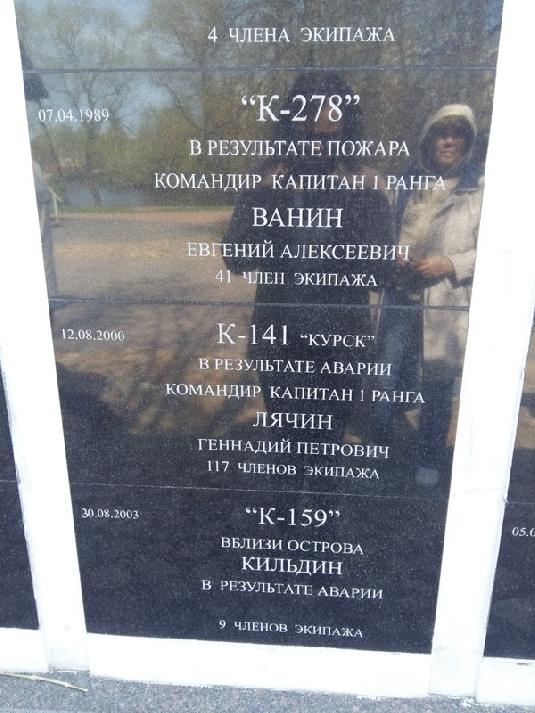 4 ЧЛЕНА ЭКИПАЖА
07.04.1989
"К-278"
В РЕЗУЛЬТАТЕ ПОЖАРА
КОМАНДИР КАПИТАН 1 РАНГА
ВАНИН
ЕВГЕНИЙ АЛЕКСЕЕВИЧ
41 ЧЛЕН ЭКИПАЖА
12.08.2000
К-141 "КУРСК"
В РЕЗУЛЬТАТЕ АВАРИИ
КОМАНДИР КАПИТАН 1 РАНГА
ЛЯЧИН
ГЕННАДИЙ ПЕТРОВИЧ
117 ЧЛЕНОВ ЭКИПАЖА
30.08.2003
"К-159"
ВБЛИЗИ ОСТРОВА
КИЛЬДИН
В РЕЗУЛЬТАТЕ АВАРИИ
9 ЧЛЕНОВ ЭКИПАЖА